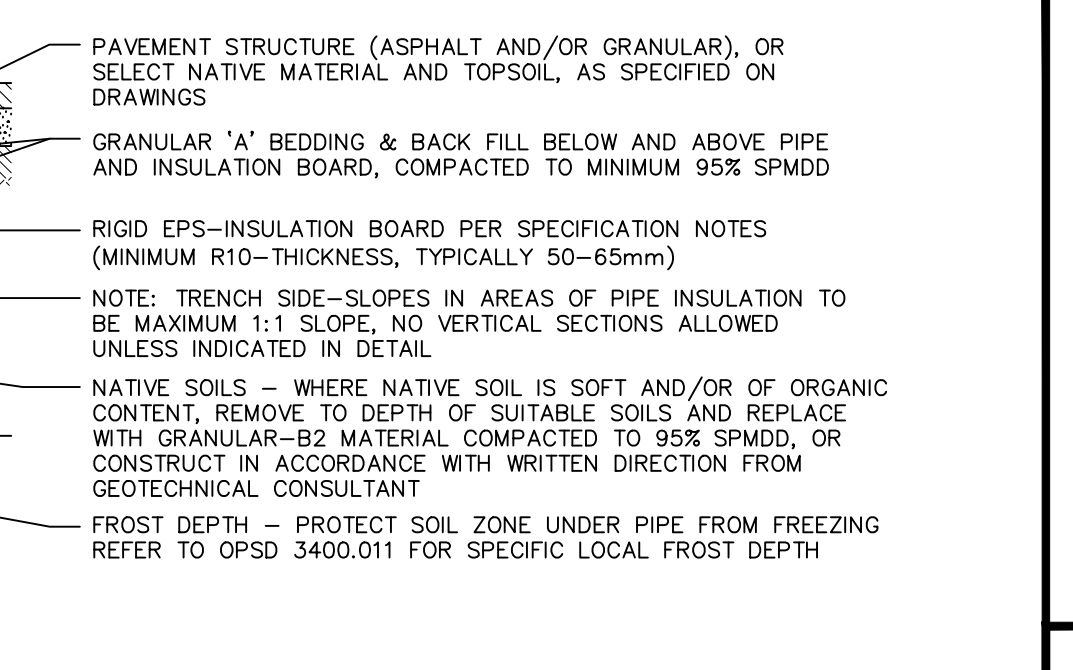 PAVEMENT STRUCTURE (ASPHALT AND/OR GRANULAR), OR
SELECT NATIVE MATERIAL AND TOPSOIL, AS SPECIFIED ON
DRAWINGS
GRANULAR 'A' BEDDING & BACK FILL BELOW AND ABOVE PIPE
AND INSULATION BOARD, COMPACTED TO MINIMUM 95% SPMDD
RIGID EPS-INSULATION BOARD PER SPECIFICATION NOTES
(MINIMUM R10-THICKNESS, TYPICALLY 50-65mm)
NOTE: TRENCH SIDE-SLOPES IN AREAS OF PIPE INSULATION TO
BE MAXIMUM 1:1 SLOPE, NO VERTICAL SECTIONS ALLOWED
UNLESS INDICATED IN DETAIL
NATIVE SOILS - WHERE NATIVE SOIL IS SOFT AND/OR OF ORGANIC
CONTENT, REMOVE TO DEPTH OF SUITABLE SOILS AND REPLACE
WITH GRANULAR-B2 MATERIAL COMPACTED TO 95% SPMDD, OR
CONSTRUCT IN ACCORDANCE WITH WRITTEN DIRECTION FROM
GEOTECHNICAL CONSULTANT
FROST DEPTH - PROTECT SOIL ZONE UNDER PIPE FROM FREEZING
REFER TO OPSD 3400.011 FOR SPECIFIC LOCAL FROST DEPTH